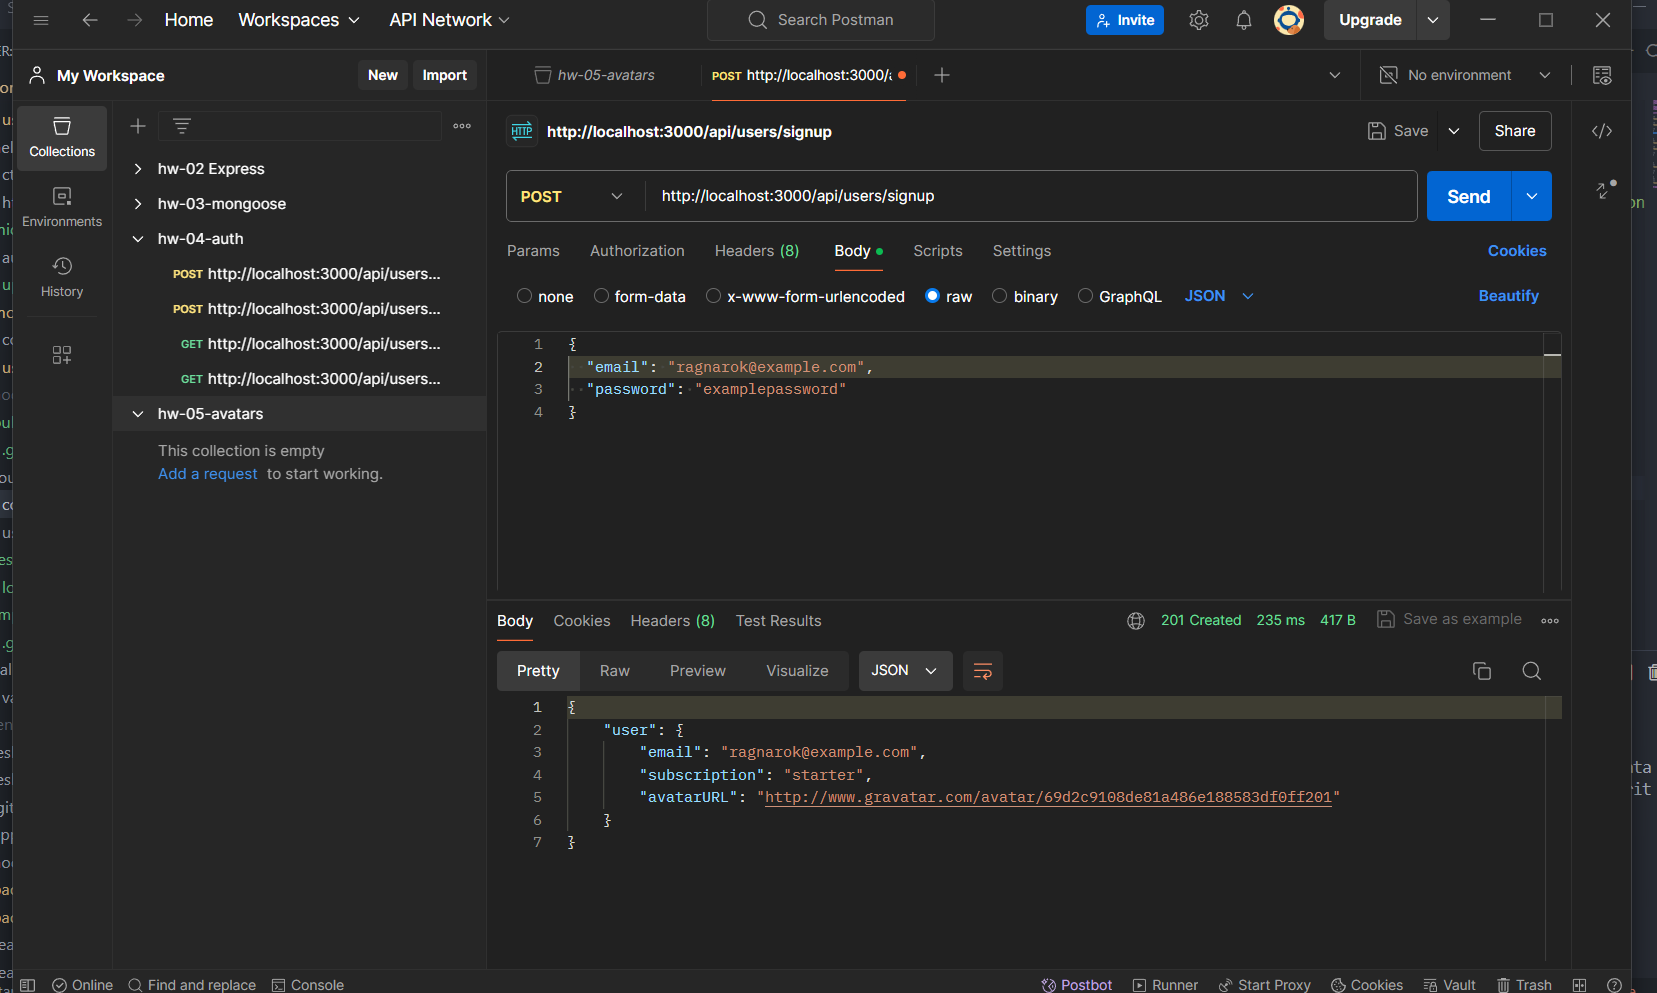 Home Workspaces API Network Search Postman Invite Upgrade
My Workspace New Import hw-05-avatars POST http://localhost:3000/a No environment
Collections
Environments
History
hw-02 Express
hw-03-mongoose
hw-04-auth
POST http://localhost:3000/api/users...
POST http://localhost:3000/api/users...
GET http://localhost:3000/api/users...
GET http://localhost:3000/api/users...
hw-05-avatars
This collection is empty
Add a request to start working.
HTTP http://localhost:3000/api/users/signup Save Share
POST http://localhost:3000/api/users/signup Send
Params Authorization Headers (8) Body Scripts Settings Cookies
none form-data x-www-form-urlencoded raw binary GraphQL JSON Beautify
1 {
2 "email": "ragnarok@example.com",
3 "password": "examplepassword"
4 }
Body Cookies Headers (8) Test Results 201 Created 235 ms 417 B Save as example
Pretty Raw Preview Visualize JSON
1 {
2 "user": {
3 "email": "ragnarok@example.com",
4 "subscription": "starter",
5 "avatarURL": "http://www.gravatar.com/avatar/69d2c9108de81a486e188583df0ff201"
6 }
7 }
Online Find and replace Console Postbot Runner Start Proxy Cookies Vault Trash